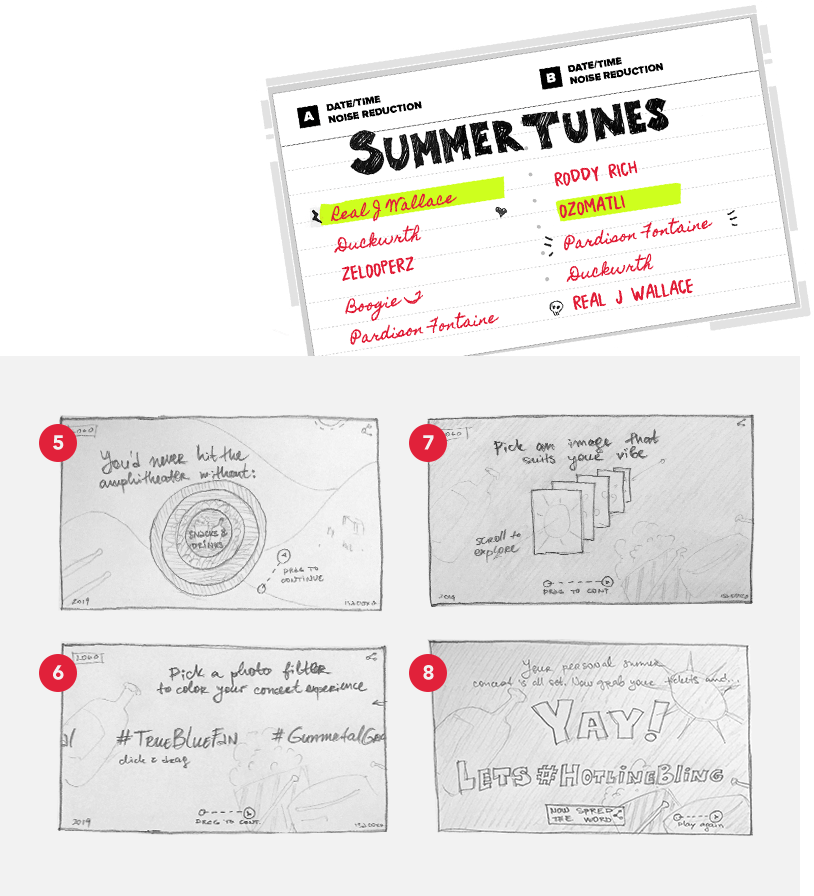 A DATE/TIME
NOISE REDUCTION
B DATE/TIME
NOISE REDUCTION
SUMMER TUNES
Real J Wallace
Duckwrth
ZELOOPERZ
Boogie
Pardison Fontaine
RODDY RICH
OZOMATLI
Pardison Fontaine
Duckwrth
REAL J WALLACE
5
LOGO
You'd never hit the
amphitheater without:
SNACKS &
DRINKS
DRAG TO
CONTINUE
2019
7
LOGO
Pick an image that
suits your vibe
scroll to
explore
DRAG TO CONT
2019
6
LOGO
Pick a photo filter
to color your concert experience
#TrueBlueFan
#GunmetalGra
click & drag
DRAG TO CONT.
2019
8
Your personal summer
concert is all set. Now grab your tickets and...
YAY!
LETS #HOTLINEBLING
NOW SPRED
THE WORD
play again